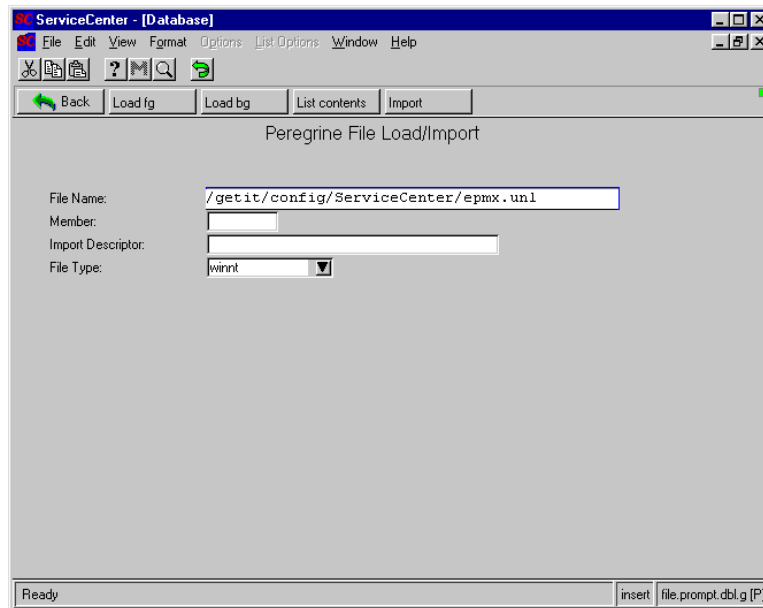 SC ServiceCenter - [Database]
SC File Edit View Format Options List Options Window Help
? M
Back Load fg Load bg List contents Import
Peregrine File Load/Import
File Name: /getit/config/ServiceCenter/epmx.unl
Member:
Import Descriptor:
File Type: winnt
Ready insert file.prompt.dbl.g [P]